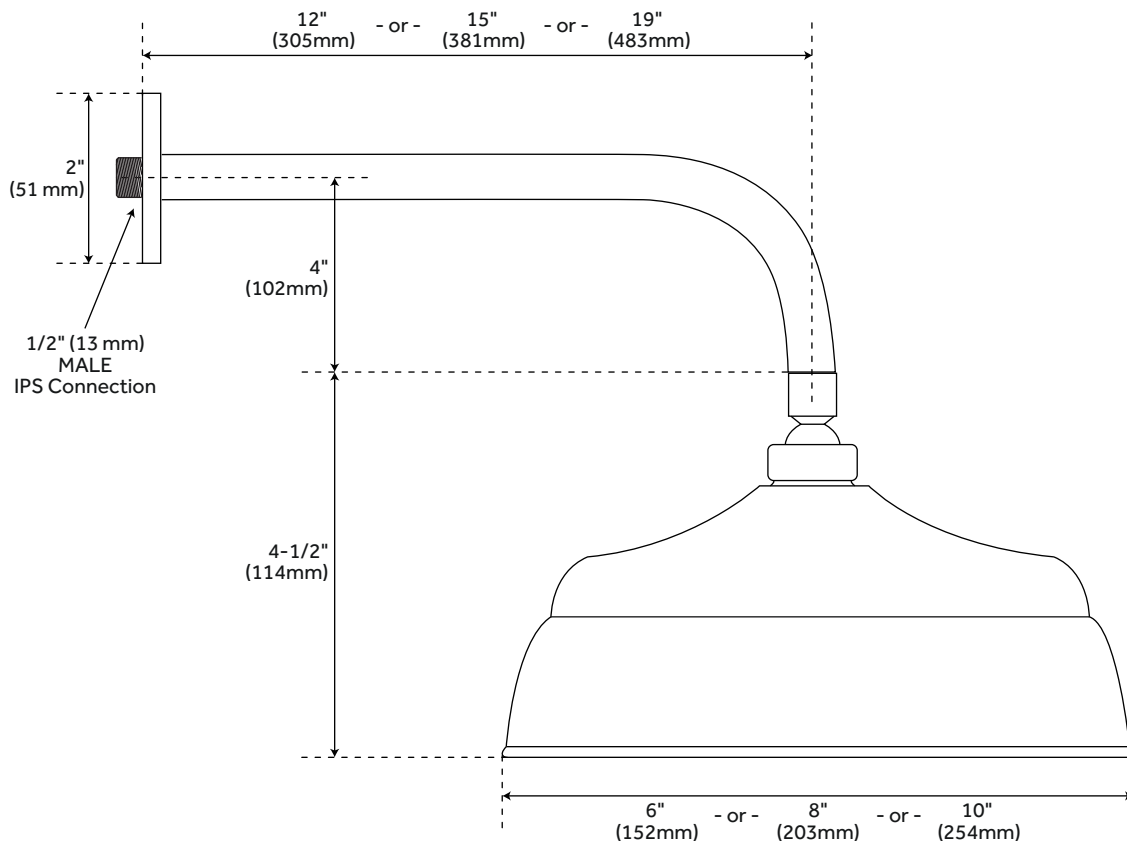 12" - or - 15" - or - 19"
(305mm) (381mm) (483mm)
2"
(51 mm)
4"
(102mm)
1/2" (13 mm)
MALE
IPS Connection
4-1/2"
(114mm)
6" - or - 8" - or - 10"
(152mm) (203mm) (254mm)